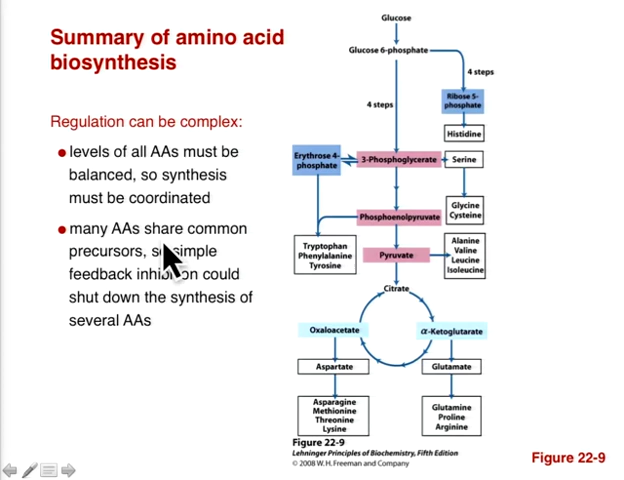 Summary of amino acid
biosynthesis
Regulation can be complex:
levels of all AAs must be
balanced, so synthesis
must be coordinated
many AAs share common
precursors, so simple
feedback inhibition could
shut down the synthesis of
several AAs
Glucose
Glucose 6-phosphate
4 steps
4 steps
Ribose 5-
phosphate
Histidine
Erythrose 4-
phosphate
3-Phosphoglycerate
Serine
Glycine
Cysteine
Phosphoenolpyruvate
Tryptophan
Phenylalanine
Tyrosine
Pyruvate
Alanine
Valine
Leucine
Isoleucine
Citrate
Oxaloacetate
α-Ketoglutarate
Aspartate
Glutamate
Asparagine
Methionine
Threonine
Lysine
Glutamine
Proline
Arginine
Figure 22-9
Lehninger Principles of Biochemistry, Fifth Edition
© 2008 W. H. Freeman and Company
Figure 22-9